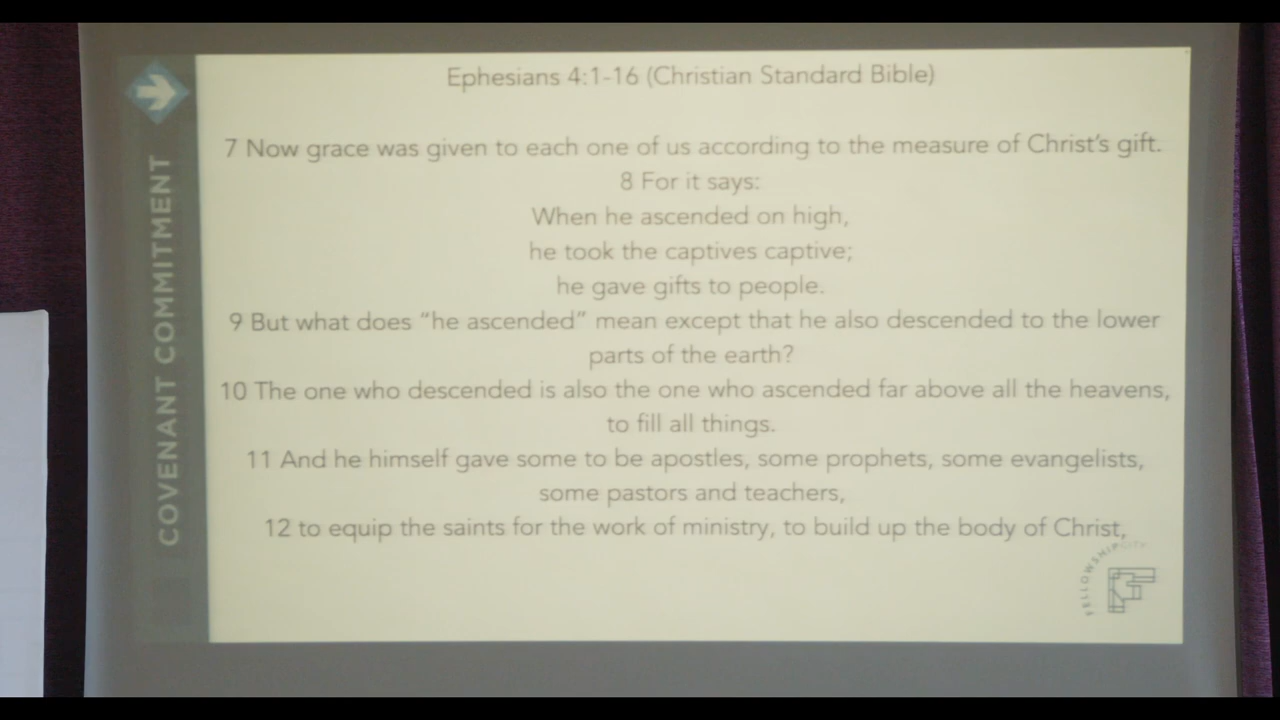 Ephesians 4:1-16 (Christian Standard Bible)
7 Now grace was given to each one of us according to the measure of Christ's gift.
8 For it says:
When he ascended on high,
he took the captives captive;
he gave gifts to people.
9 But what does “he ascended” mean except that he also descended to the lower
parts of the earth?
10 The one who descended is also the one who ascended far above all the heavens,
to fill all things.
11 And he himself gave some to be apostles, some prophets, some evangelists,
some pastors and teachers,
12 to equip the saints for the work of ministry, to build up the body of Christ,
COVENANT COMMITMENT
FELLOWSHIP CITY